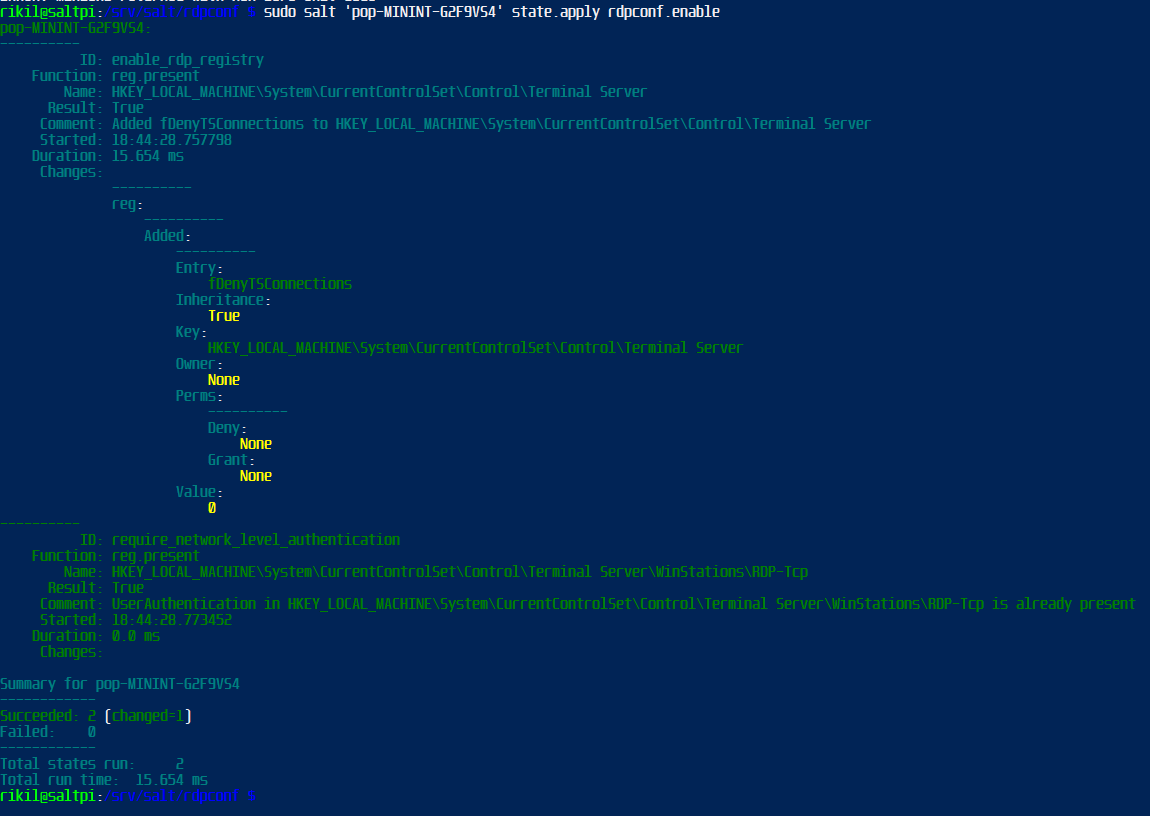 rikil@saltpi:/srv/salt/rdpconf $ sudo salt 'pop-MININT-G2F9VS4' state.apply rdpconf.enable
pop-MININT-G2F9VS4:
----------
          ID: enable_rdp_registry
    Function: reg.present
        Name: HKEY_LOCAL_MACHINE\System\CurrentControlSet\Control\Terminal Server
      Result: True
     Comment: Added fDenyTSConnections to HKEY_LOCAL_MACHINE\System\CurrentControlSet\Control\Terminal Server
     Started: 18:44:28.757798
    Duration: 15.654 ms
     Changes:
              ----------
              reg:
                  ----------
                  Added:
                      ----------
                      Entry:
                          fDenyTSConnections
                      Inheritance:
                          True
                      Key:
                          HKEY_LOCAL_MACHINE\System\CurrentControlSet\Control\Terminal Server
                      Owner:
                          None
                      Perms:
                          ----------
                          Deny:
                              None
                          Grant:
                              None
                      Value:
                          0
----------
          ID: require_network_level_authentication
    Function: reg.present
        Name: HKEY_LOCAL_MACHINE\System\CurrentControlSet\Control\Terminal Server\WinStations\RDP-Tcp
      Result: True
     Comment: UserAuthentication in HKEY_LOCAL_MACHINE\System\CurrentControlSet\Control\Terminal Server\WinStations\RDP-Tcp is already present
     Started: 18:44:28.773452
    Duration: 0.0 ms
     Changes:

Summary for pop-MININT-G2F9VS4
------------
Succeeded: 2 (changed=1)
Failed:    0
------------
Total states run:     2
Total run time:  15.654 ms
rikil@saltpi:/srv/salt/rdpconf $